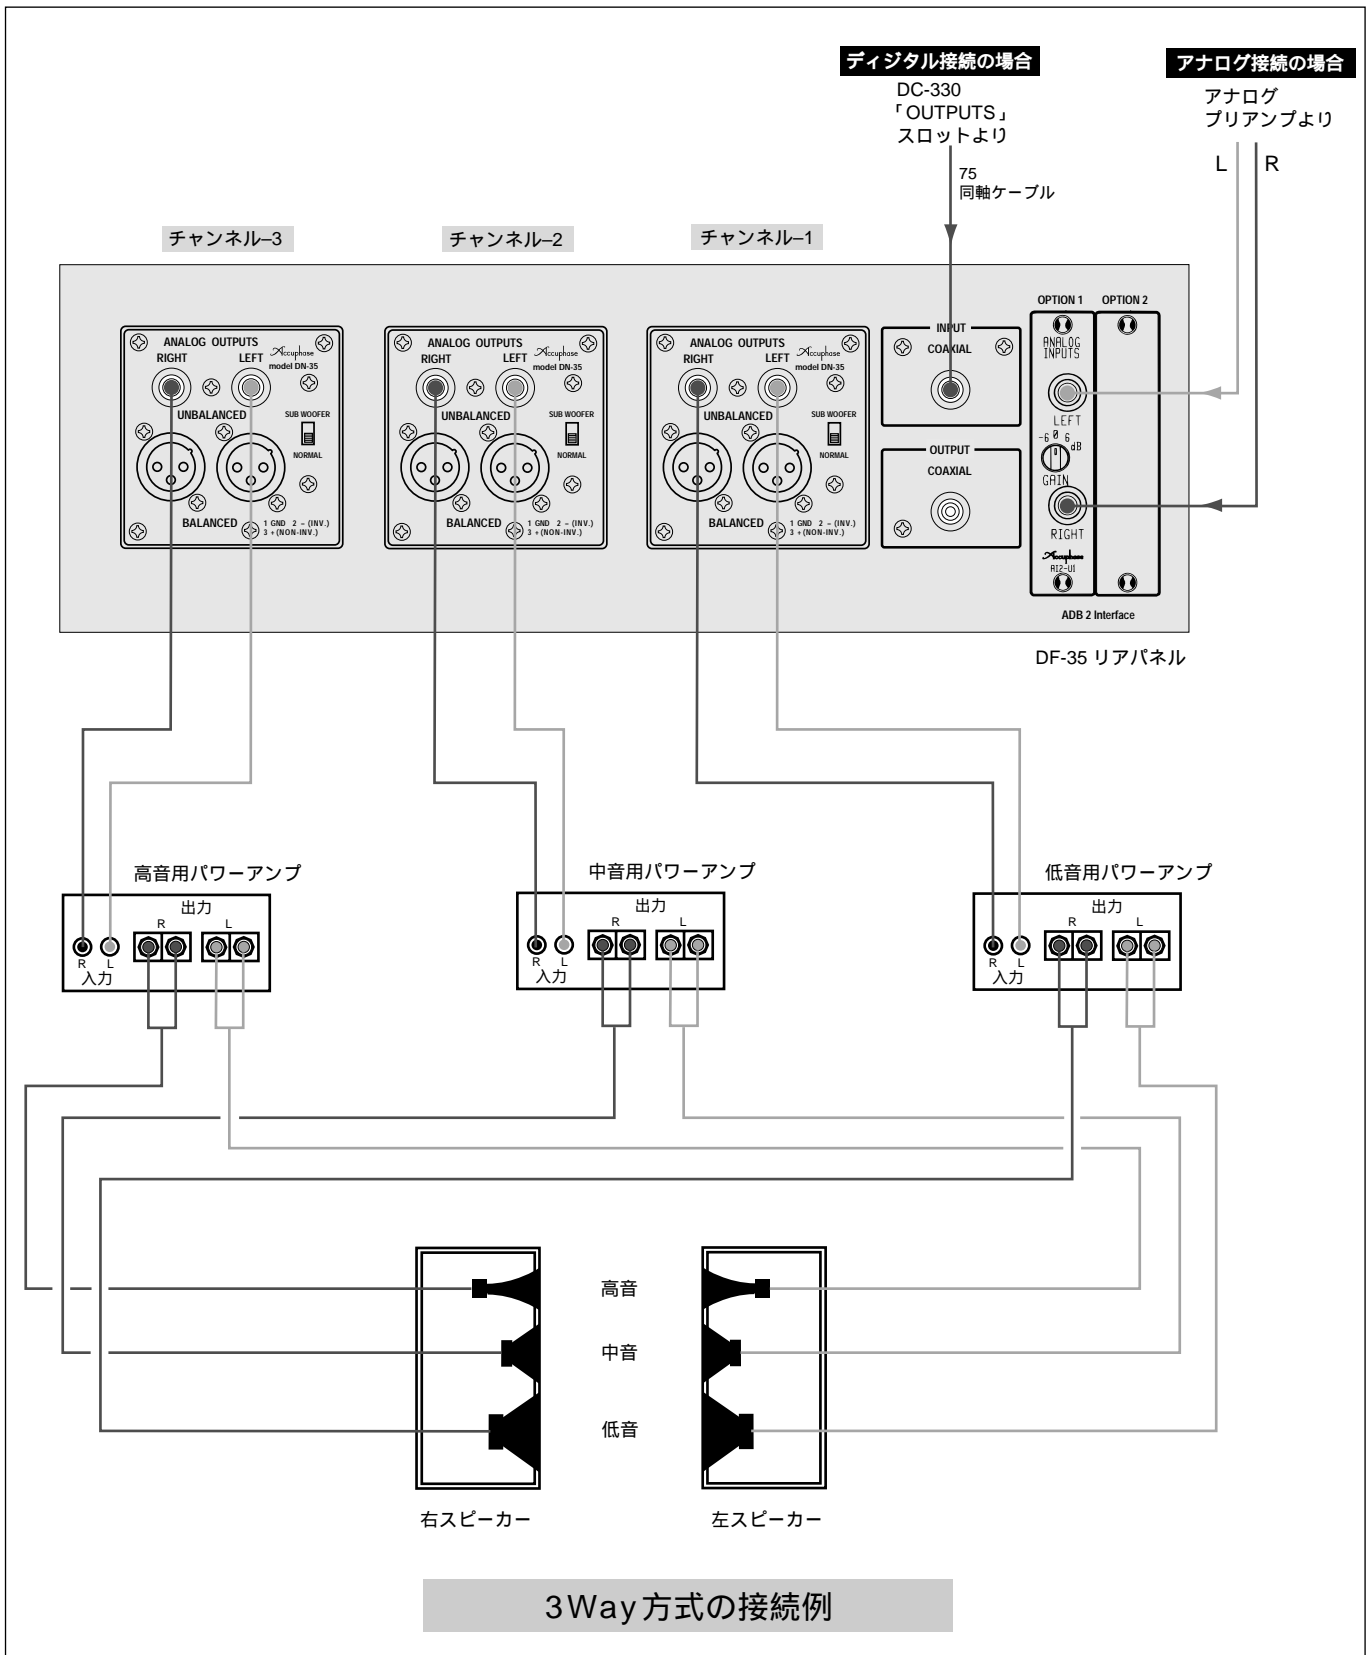 ディジタル接続の場合
DC-330
「OUTPUTS」
スロットより
75
同軸ケーブル
アナログ接続の場合
アナログ
プリアンプより
L R
チャンネル–3
チャンネル–2
チャンネル–1
ANALOG OUTPUTS
RIGHT LEFT
Accuphase
model DN-35
UNBALANCED
SUB WOOFER
NORMAL
BALANCED
1 GND 2 – (INV.)
3 + (NON-INV.)
ANALOG OUTPUTS
RIGHT LEFT
Accuphase
model DN-35
UNBALANCED
SUB WOOFER
NORMAL
BALANCED
1 GND 2 – (INV.)
3 + (NON-INV.)
ANALOG OUTPUTS
RIGHT LEFT
Accuphase
model DN-35
UNBALANCED
SUB WOOFER
NORMAL
BALANCED
1 GND 2 – (INV.)
3 + (NON-INV.)
INPUT
COAXIAL
OUTPUT
COAXIAL
OPTION 1 OPTION 2
ANALOG
INPUTS
LEFT
-6 0 6
dB
GAIN
RIGHT
Accuphase
AI2-U1
ADB 2 Interface
DF-35 リアパネル
高音用パワーアンプ
出力
R L
R L
入力
中音用パワーアンプ
出力
R L
R L
入力
低音用パワーアンプ
出力
R L
R L
入力
高音
中音
低音
右スピーカー
左スピーカー
3Way方式の接続例